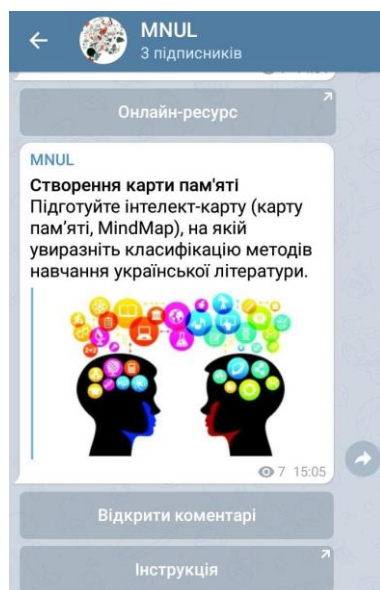 MNUL
3 підписників
Онлайн-ресурс
MNUL
Створення карти пам'яті
Підготуйте інтелект-карту (карту
пам’яті, MindMap), на якій
увиразніть класифікацію методів
навчання української літератури.
7 15:05
Відкрити коментарі
Інструкція